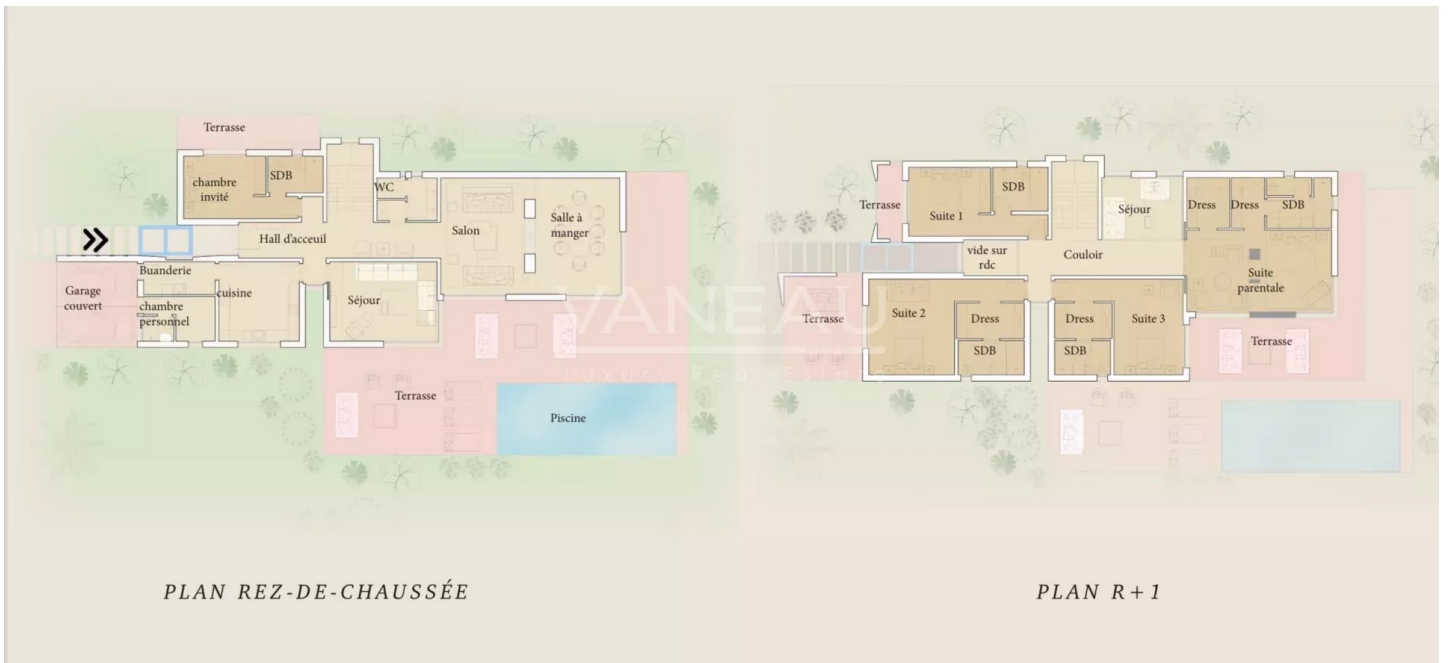 Terrasse
chambre
invité
SDB
WC
Salon
Salle à
manger
Hall d'acceuil
Buanderie
Garage
couvert
chambre
personnel
cuisine
Séjour
Terrasse
Piscine
PLAN REZ-DE-CHAUSSÉE
VANEAU
Luxury Real Estate
Terrasse
Suite 1
SDB
Séjour
Dress
Dress
SDB
vide sur
rdc
Couloir
Suite
parentale
Terrasse
Suite 2
Dress
SDB
Dress
SDB
Suite 3
Terrasse
PLAN R+1